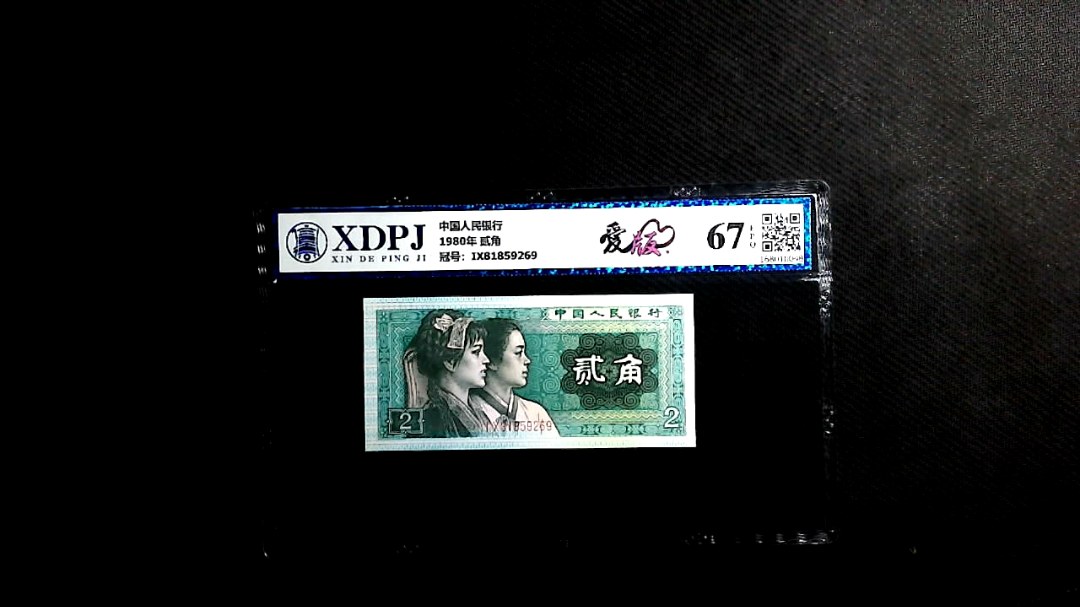 XDPJ
XIN DE PING JI
中国人民银行
1980年 贰角
冠号：IX81859269
爱版
67
EPQ
中国人民银行
贰角
2
IX81859269
2